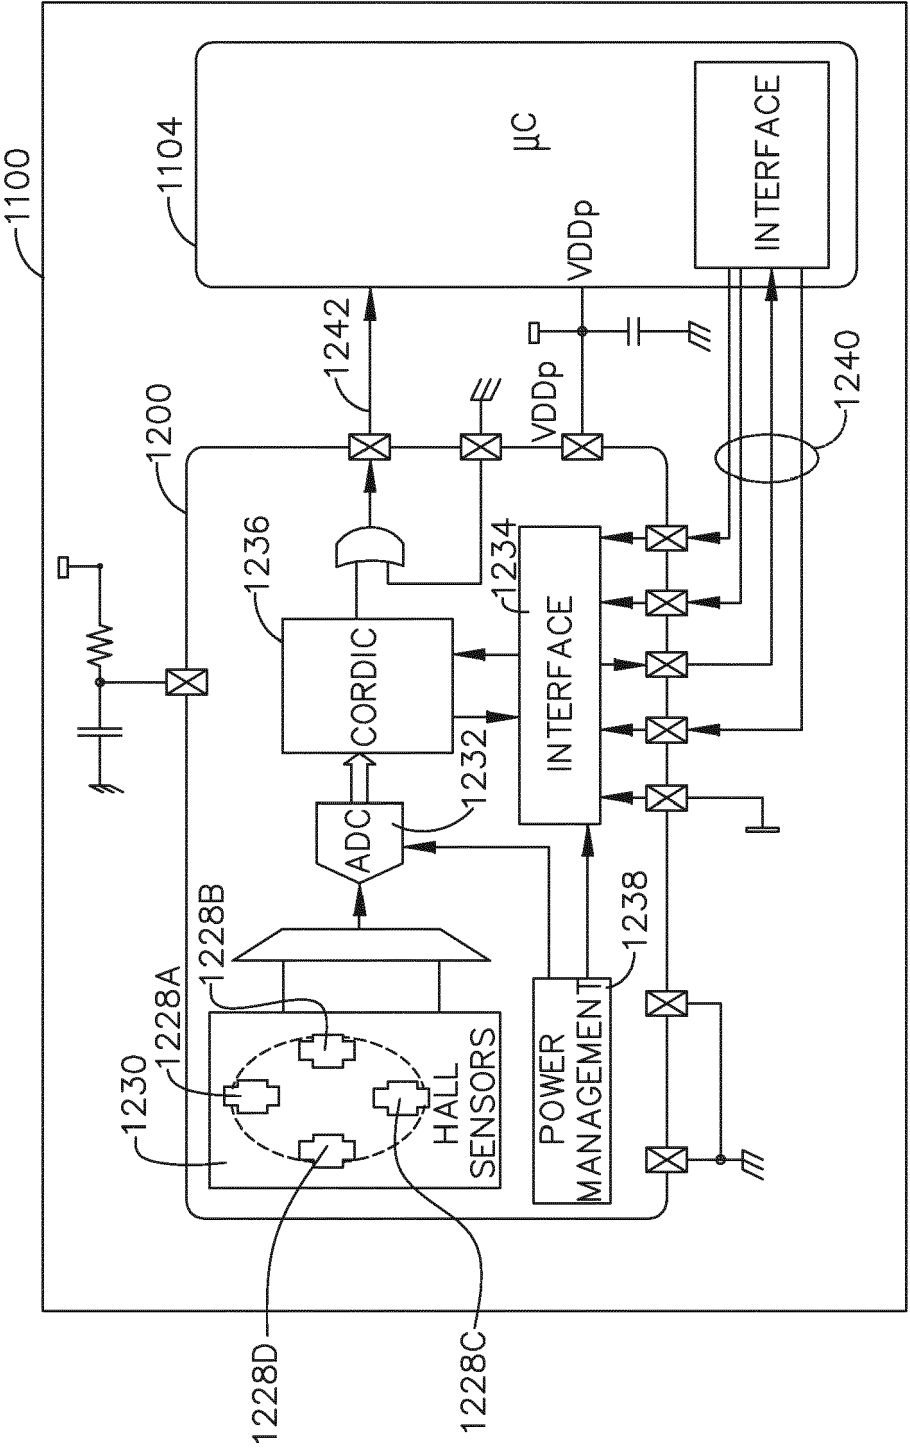 1100
1230
1200
1228A
1104
1228B
1236
1228D
1242
ADC
CORDIC
HALL
SENSORS
1228C
1232
1234
µC
VDDp
POWER
MANAGEMENT
INTERFACE
VDDp
1238
INTERFACE
1240